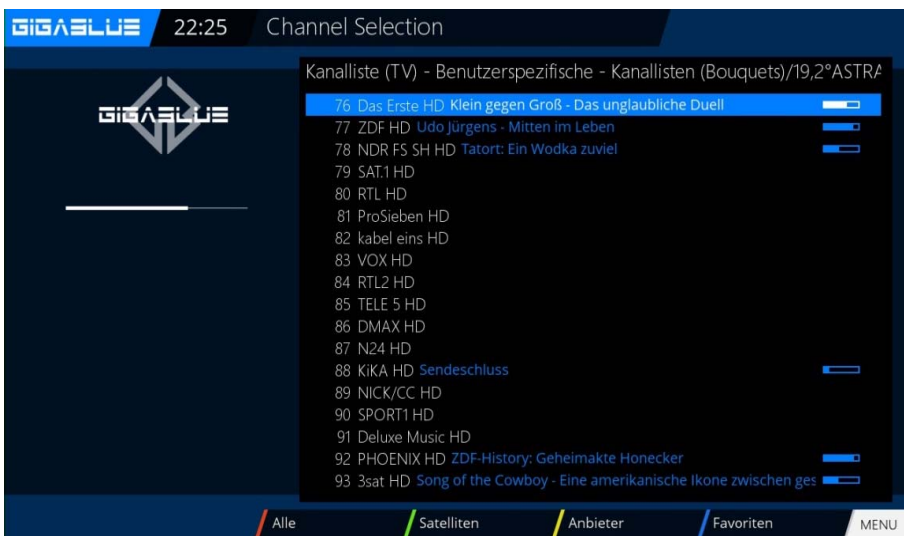 GIGABLUE 22:25 Channel Selection
GIGABLUE
Kanalliste (TV) - Benutzerspezifische - Kanallisten (Bouquets)/19,2°ASTRA
76 Das Erste HD Klein gegen Groß - Das unglaubliche Duell
77 ZDF HD Udo Jürgens - Mitten im Leben
78 NDR FS SH HD Tatort: Ein Wodka zuviel
79 SAT.1 HD
80 RTL HD
81 ProSieben HD
82 kabel eins HD
83 VOX HD
84 RTL2 HD
85 TELE 5 HD
86 DMAX HD
87 N24 HD
88 KiKA HD Sendeschluss
89 NICK/CC HD
90 SPORT1 HD
91 Deluxe Music HD
92 PHOENIX HD ZDF-History: Geheimakte Honecker
93 3sat HD Song of the Cowboy - Eine amerikanische Ikone zwischen ges
Alle Satelliten Anbieter Favoriten MENU